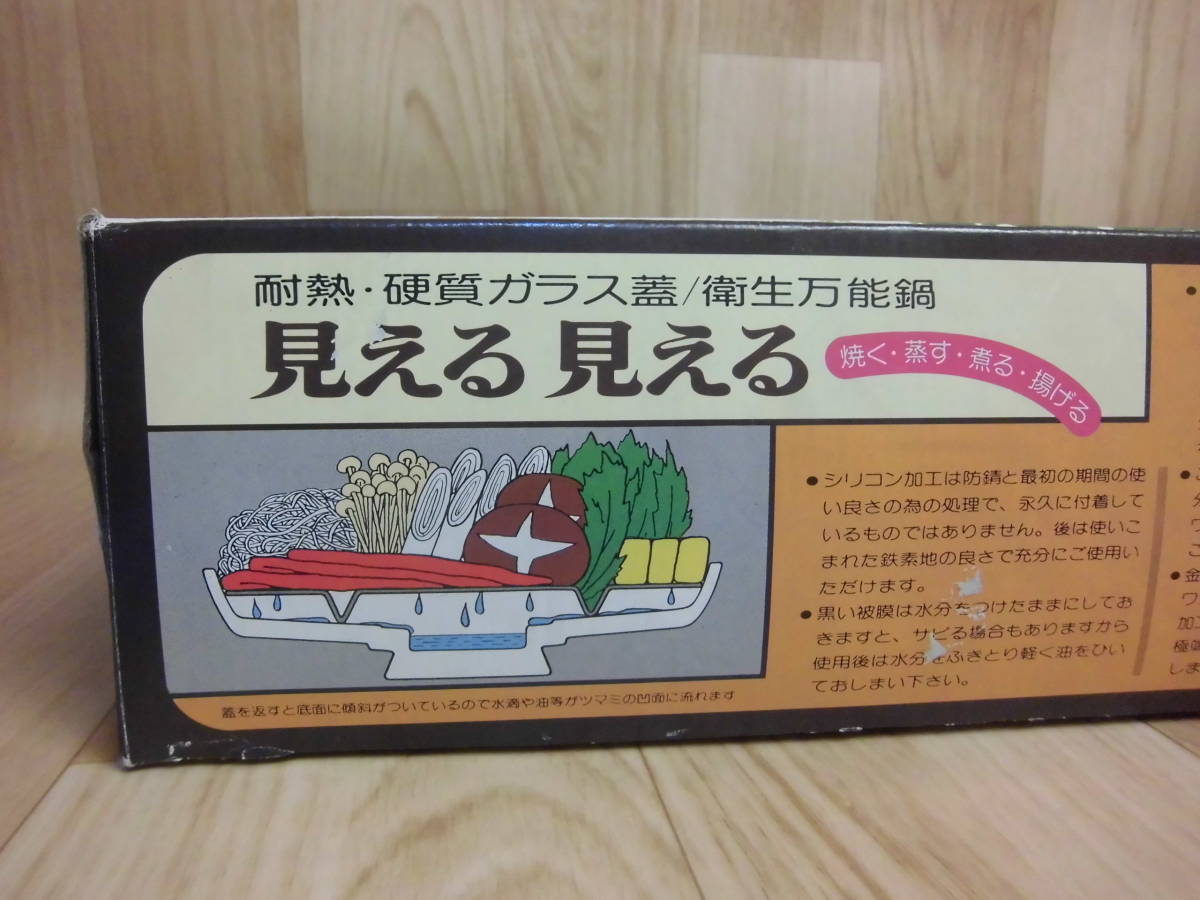 耐熱・硬質ガラス蓋/衛生万能鍋
見える 見える
焼く・蒸す・煮る・揚げる
●シリコン加工は防錆と最初の期間の使
い良さの為の処理で、永久に付着して
いるものではありません。後は使いこ
まれた鉄素地の良さで充分にご使用い
ただけます。
●黒い被膜は水分をつけたままにしてお
きますと、サビる場合もありますから
使用後は水分をふきとり軽く油をひい
ておしまい下さい。
蓋を返すと底面に傾斜がついているので水滴や油等がツマミの凹面に流れます
●金
ワ
加工
極端
しま